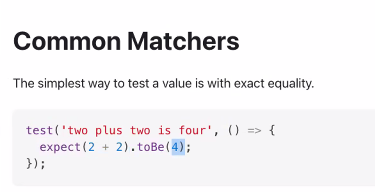 Common Matchers
The simplest way to test a value is with exact equality.
test('two plus two is four', () => {
  expect(2 + 2).toBe(4);
});